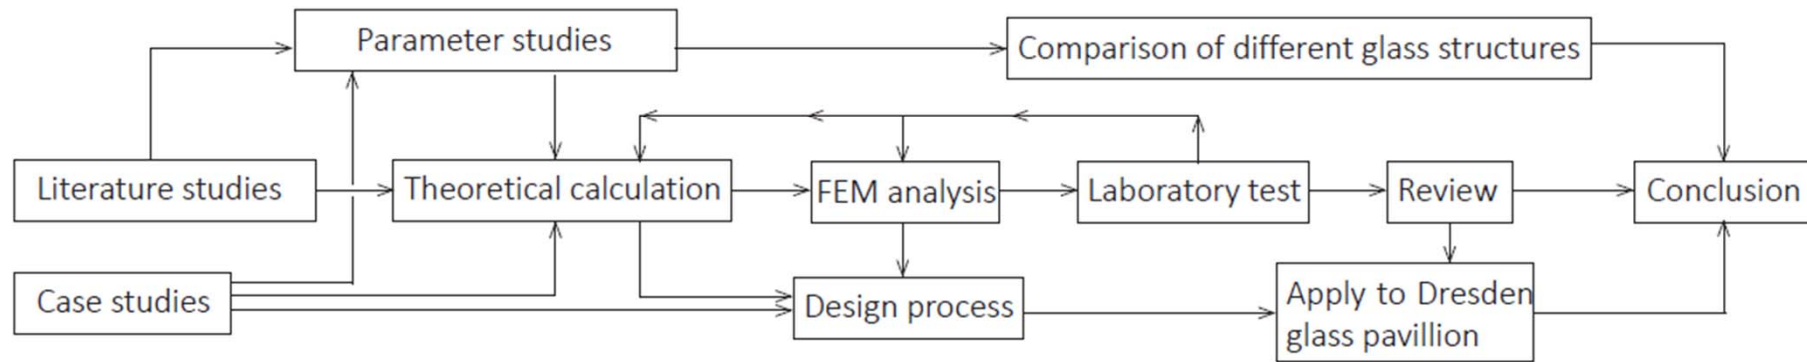 Parameter studies
Comparison of different glass structures
Literature studies
Theoretical calculation
FEM analysis
Laboratory test
Review
Conclusion
Case studies
Design process
Apply to Dresden
glass pavillion